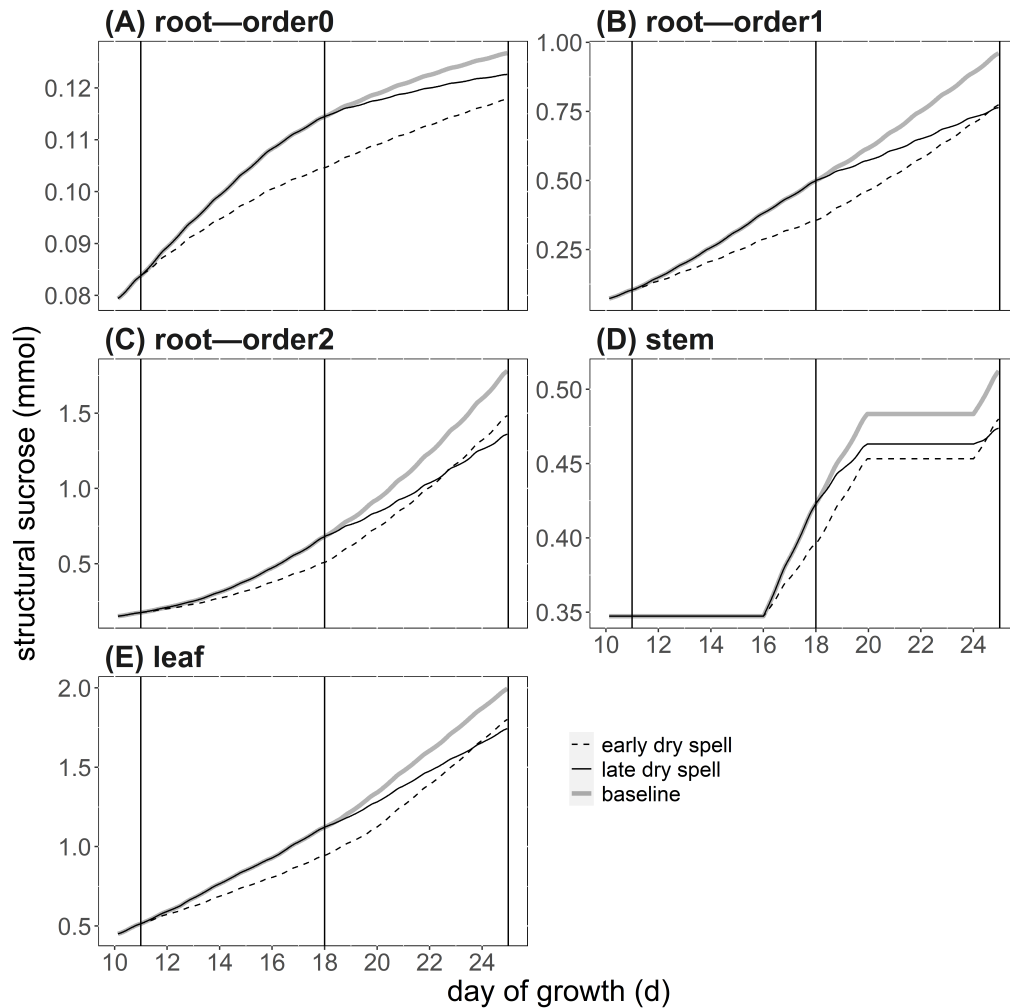 (A) root—order0
0.12
0.11
0.10
0.09
0.08
(B) root—order1
1.00
0.75
0.50
0.25
(C) root—order2
1.5
1.0
0.5
(D) stem
0.50
0.45
0.40
0.35
10 12 14 16 18 20 22 24
(E) leaf
2.0
1.5
1.0
0.5
10 12 14 16 18 20 22 24
early dry spell
late dry spell
baseline
structural sucrose (mmol)
day of growth (d)